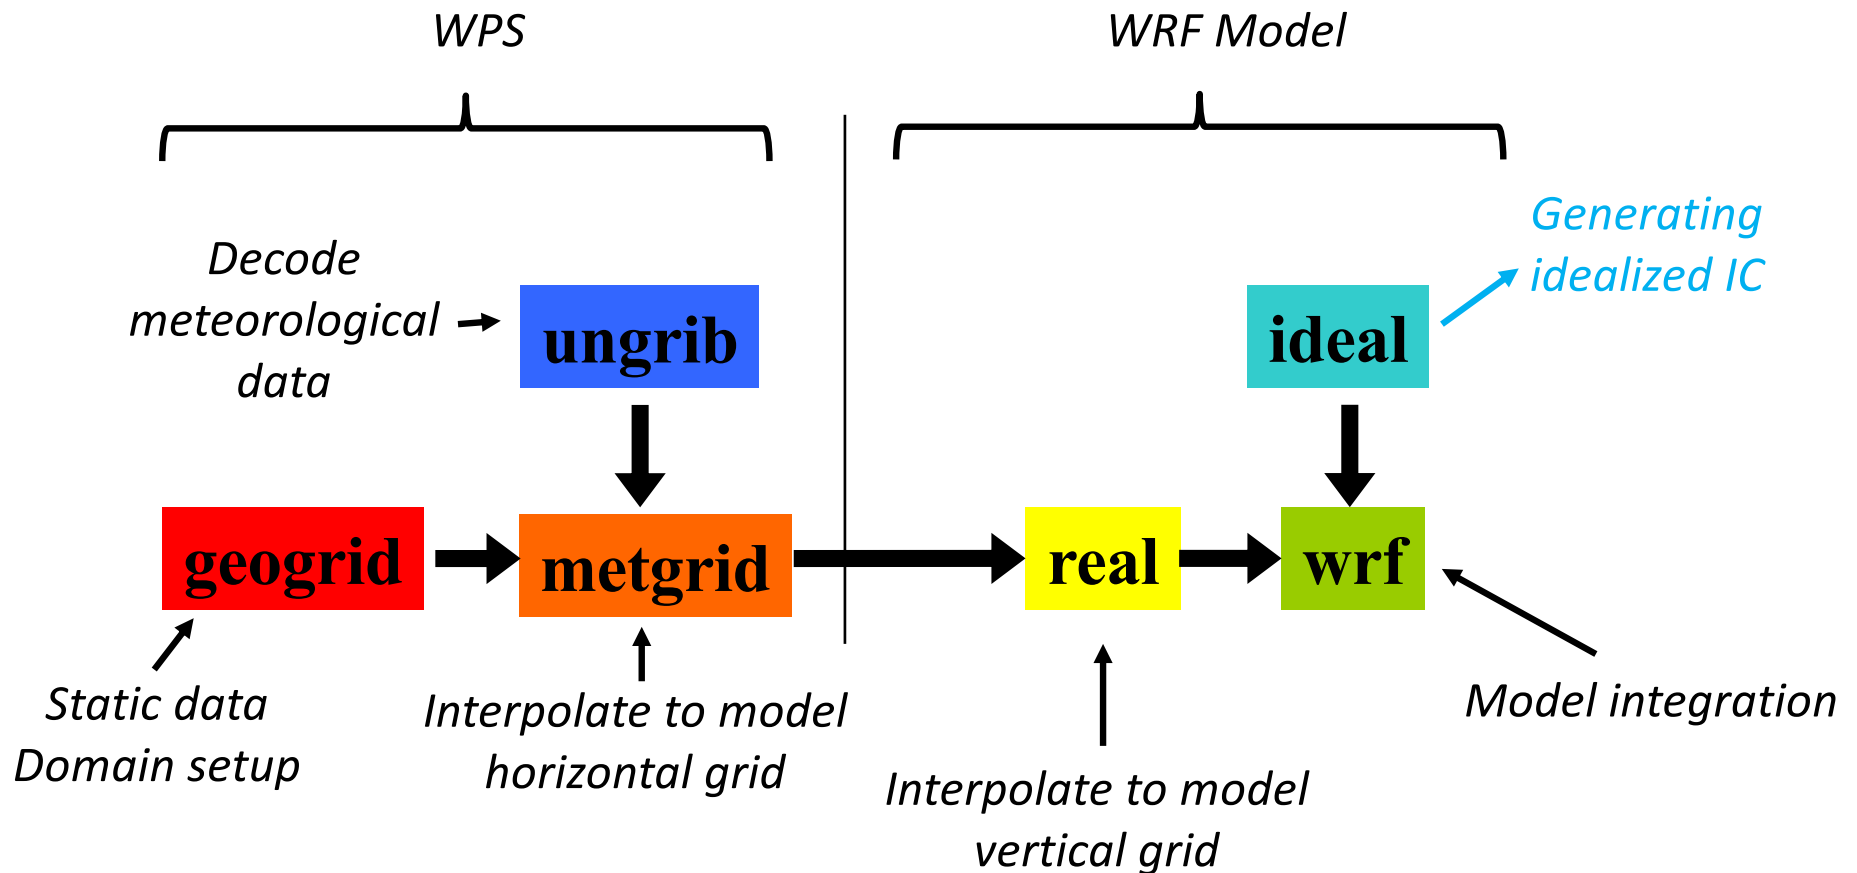 WPS
WRF Model
Decode
meteorological
data
ungrib
ideal
Generating
idealized IC
geogrid
metgrid
real
wrf
Static data
Domain setup
Interpolate to model
horizontal grid
Interpolate to model
vertical grid
Model integration